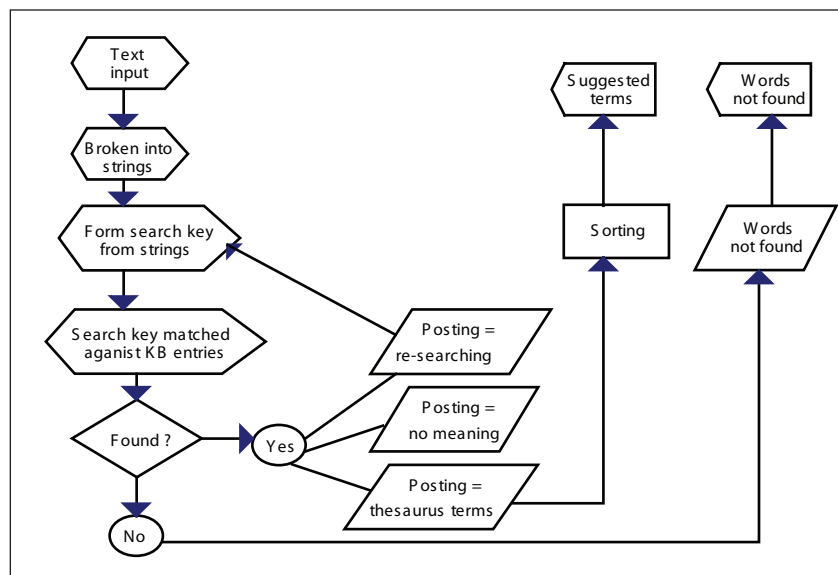 Text
input
Broken into
strings
Form search key
from strings
Search key matched
aganist KB entries
Found ?
Yes
No
Posting =
re-searching
Posting =
no meaning
Posting =
thesaurus terms
Suggested
terms
Sorting
Words
not found
Words
not found